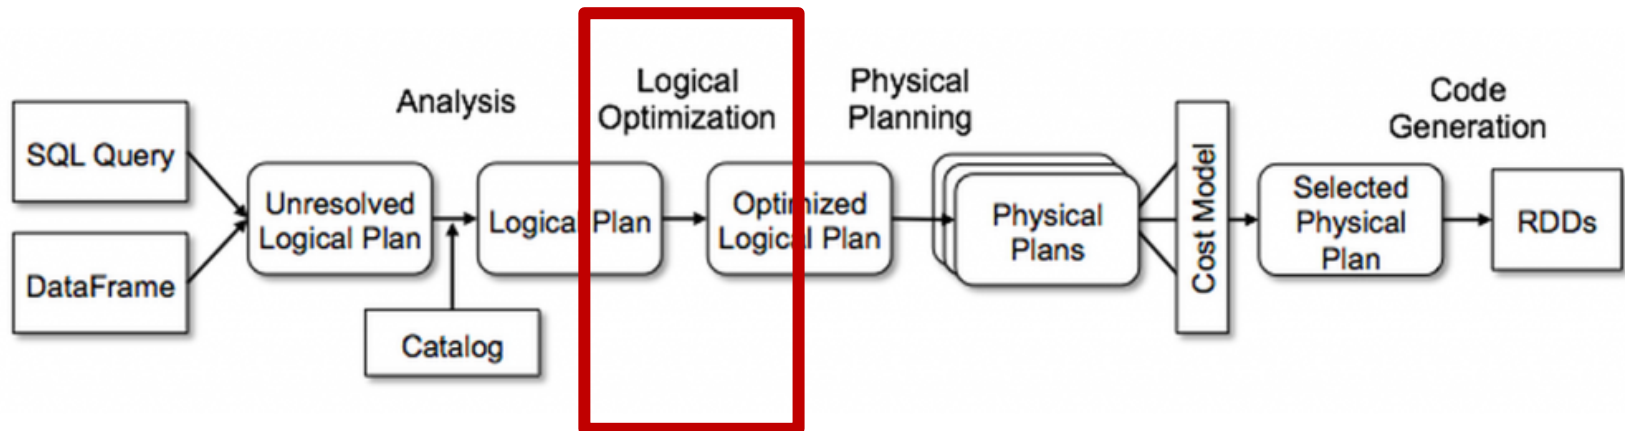 SQL Query
DataFrame
Unresolved
Logical Plan
Analysis
Catalog
Logical Plan
Logical
Optimization
Optimized
Logical Plan
Physical
Planning
Physical
Plans
Cost Model
Selected
Physical
Plan
Code
Generation
RDDs